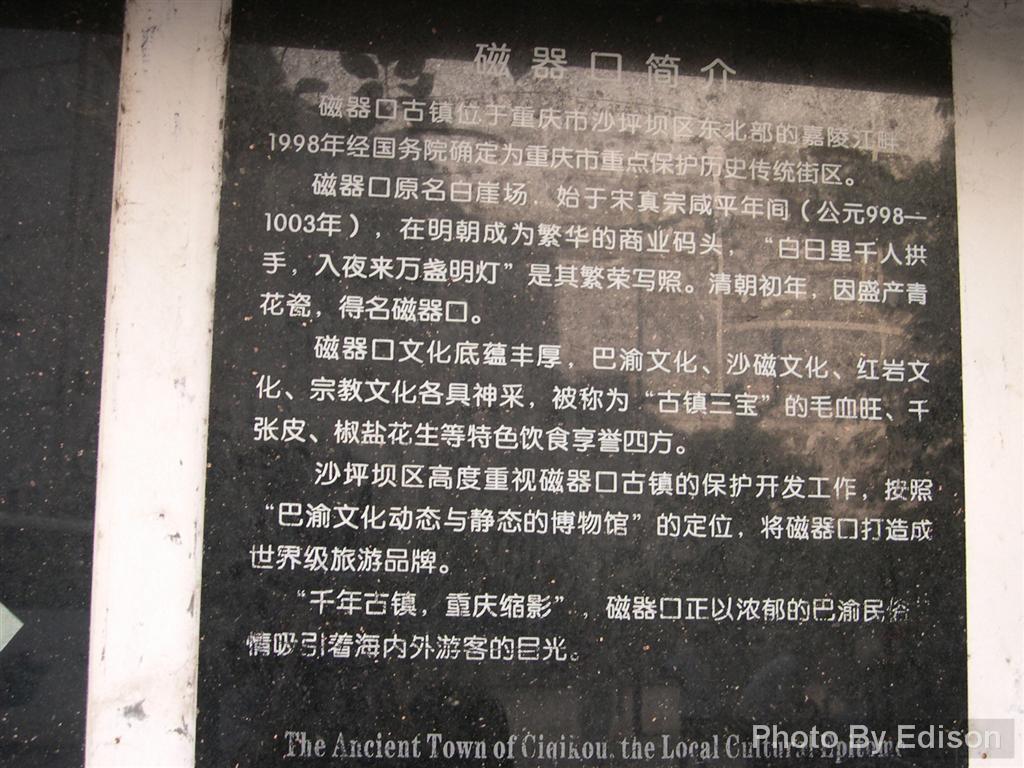 磁器口简介
磁器口古镇位于重庆市沙坪坝区东北部的嘉陵江畔
1998年经国务院确定为重庆市重点保护历史传统街区。
磁器口原名白崖场，始于宋真宗咸平年间（公元998—
1003年），在明朝成为繁华的商业码头，“白日里千人拱
手，入夜来万盏明灯”是其繁荣写照。清朝初年，因盛产青
花瓷，得名磁器口。
磁器口文化底蕴丰厚，巴渝文化、沙磁文化、红岩文
化、宗教文化各具神采，被称为“古镇三宝”的毛血旺、千
张皮、椒盐花生等特色饮食享誉四方。
沙坪坝区高度重视磁器口古镇的保护开发工作，按照
“巴渝文化动态与静态的博物馆”的定位，将磁器口打造成
世界级旅游品牌。
“千年古镇，重庆缩影”，磁器口正以浓郁的巴渝民俗
情吸引着海内外游客的目光。
The Ancient Town of Ciqikou, the Local Cultural Epitome
Photo By Edison